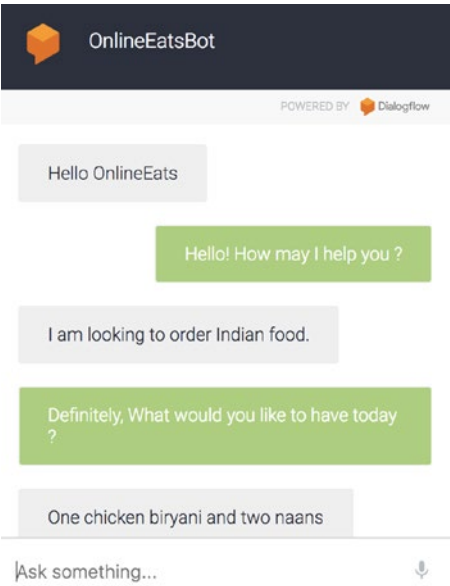 OnlineEatsBot
POWERED BY Dialogflow
Hello OnlineEats
Hello! How may I help you ?
I am looking to order Indian food.
Definitely, What would you like to have today
?
One chicken biryani and two naans
Ask something...